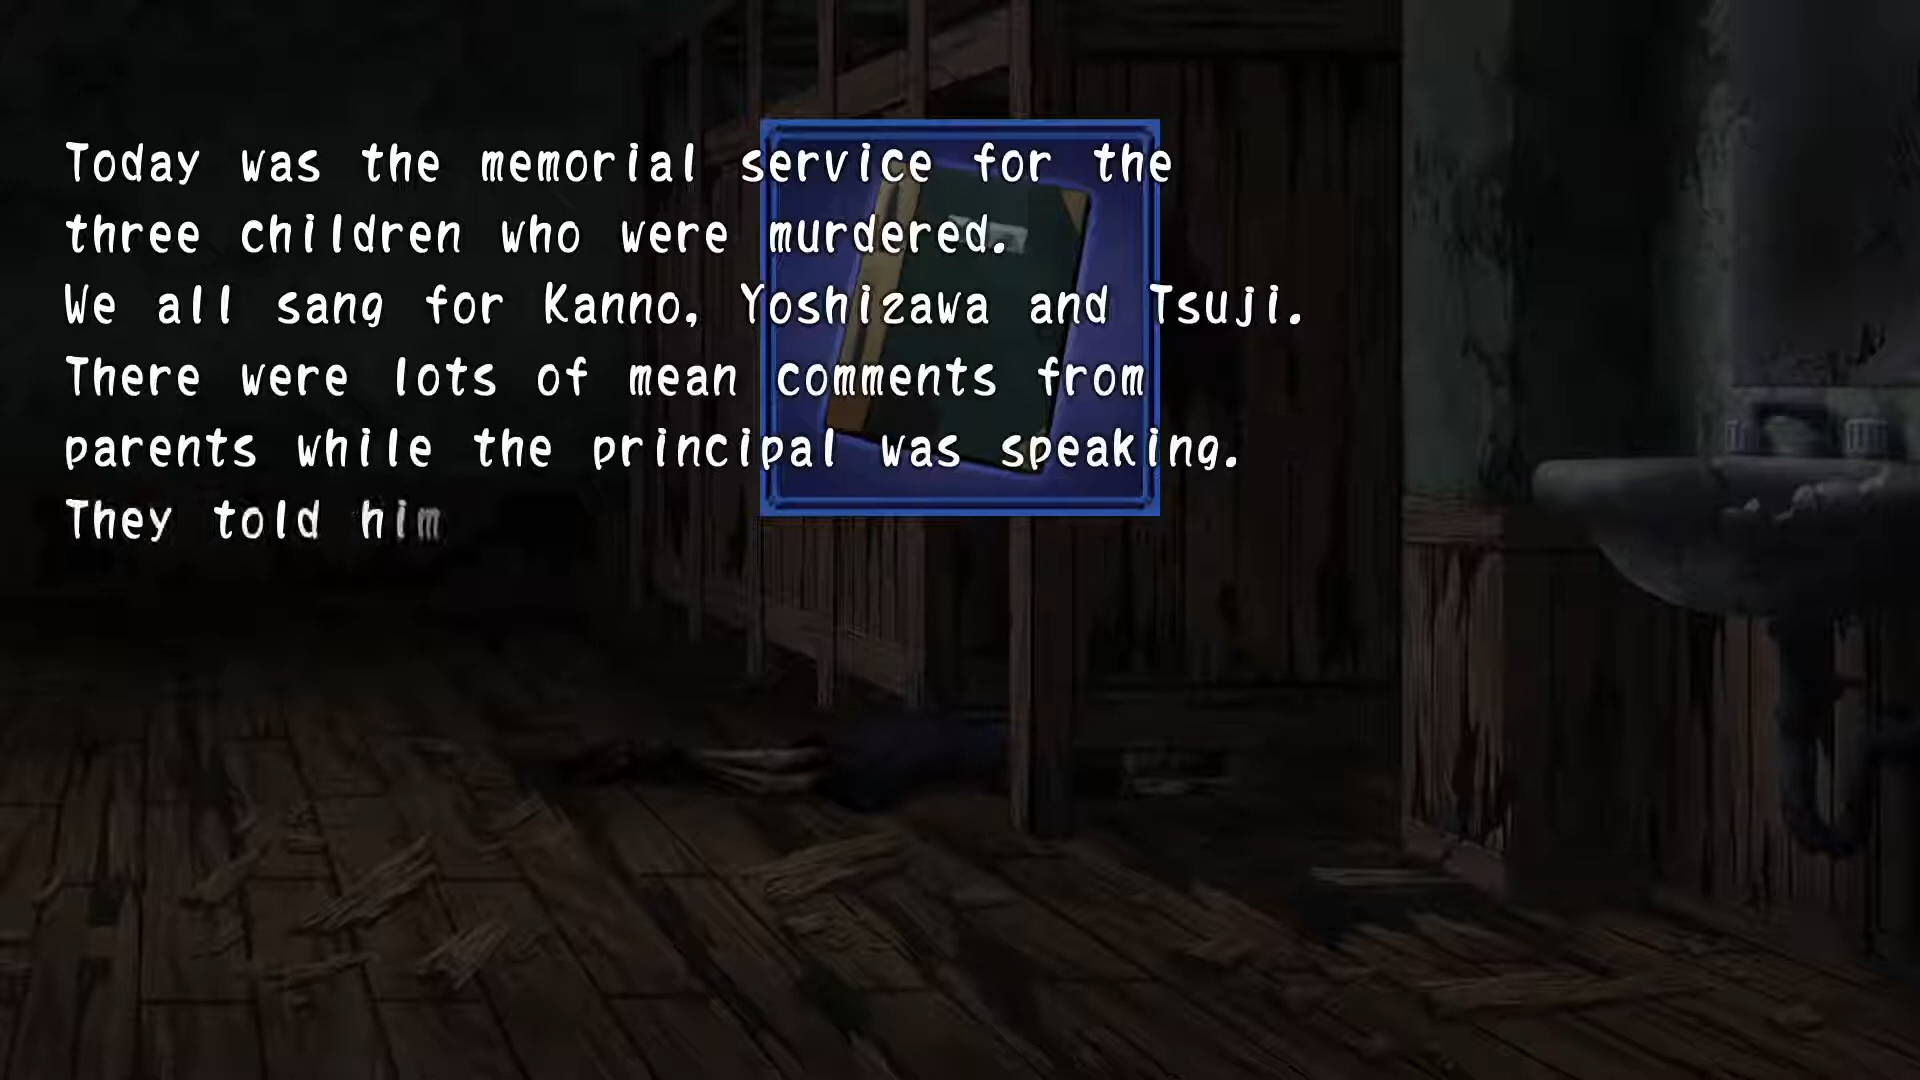 Today was the memorial service for the
three children who were murdered.
We all sang for Kanno, Yoshizawa and Tsuji.
There were lots of mean comments from
parents while the principal was speaking.
They told him